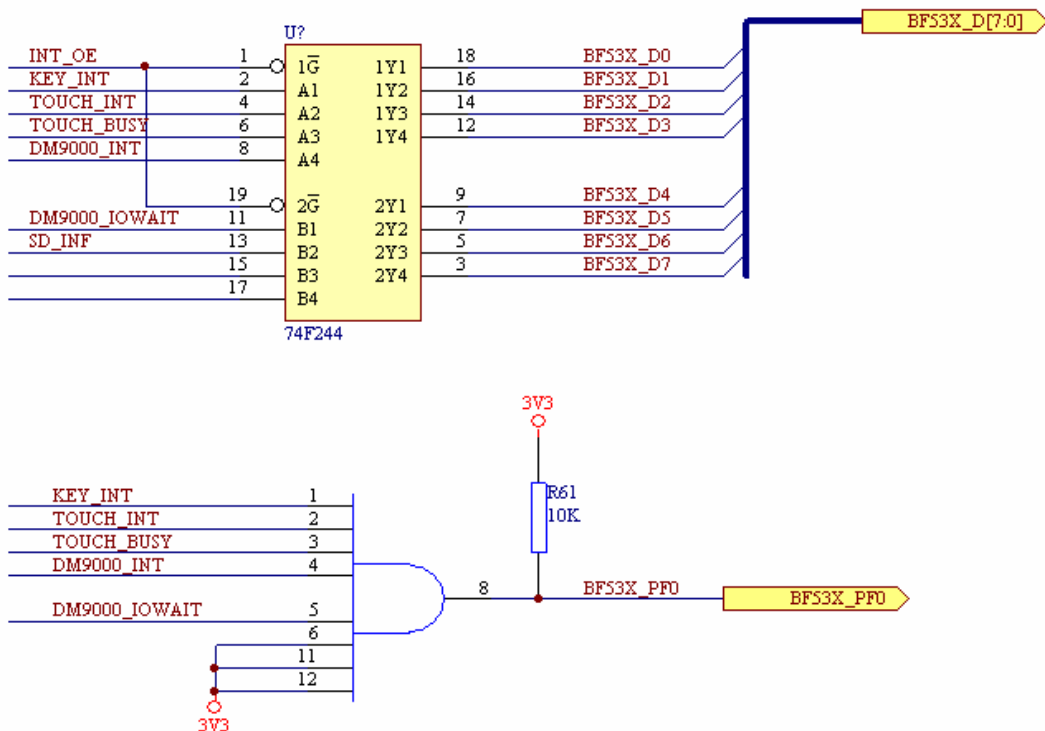 BF53X_D[7:0]
U?
INT_OE 1 1G 1Y1 18 BF53X_D0
KEY_INT 2 A1 1Y2 16 BF53X_D1
TOUCH_INT 4 A2 1Y3 14 BF53X_D2
TOUCH_BUSY 6 A3 1Y4 12 BF53X_D3
DM9000_INT 8 A4
19 2G 2Y1 9 BF53X_D4
DM9000_IOWAIT 11 B1 2Y2 7 BF53X_D5
SD_INF 13 B2 2Y3 5 BF53X_D6
15 B3 2Y4 3 BF53X_D7
17 B4
74F244
3V3
KEY_INT 1 R61
TOUCH_INT 2 10K
TOUCH_BUSY 3
DM9000_INT 4
8 BF53X_PF0 BF53X_PF0
DM9000_IOWAIT 5
6
11
12
3V3